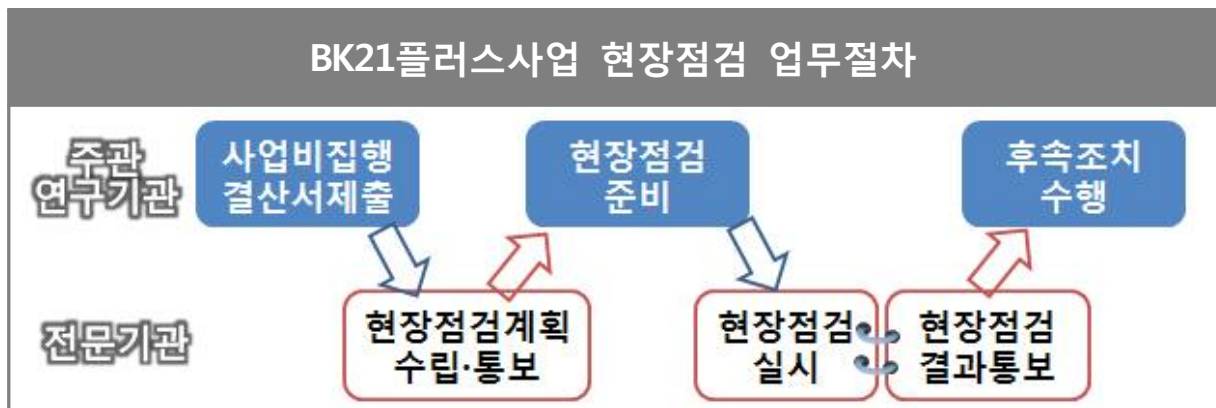 BK21플러스사업 현장점검 업무절차
주관
연구기관
사업비집행
결산서제출
현장점검
준비
후속조치
수행
전문기관
현장점검계획
수립·통보
현장점검
실시
현장점검
결과통보